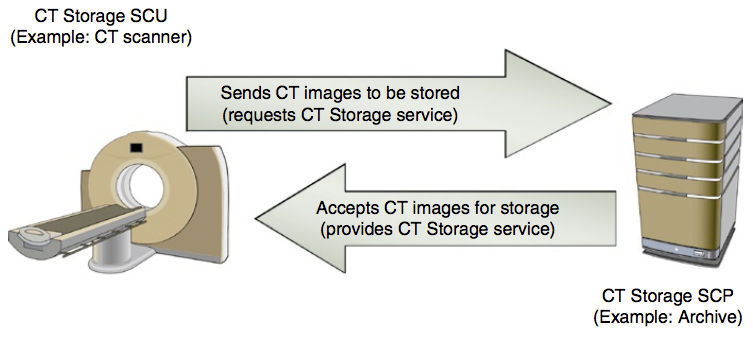 CT Storage SCU
(Example: CT scanner)
Sends CT images to be stored
(requests CT Storage service)
Accepts CT images for storage
(provides CT Storage service)
CT Storage SCP
(Example: Archive)